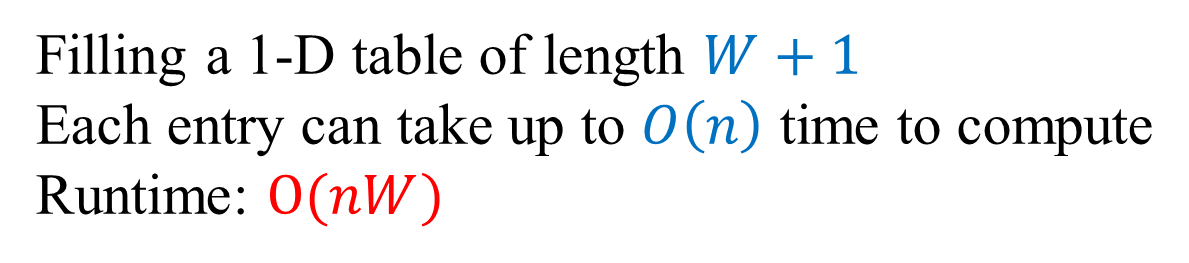 Filling a 1-D table of length W + 1
Each entry can take up to O(n) time to compute
Runtime: O(nW)